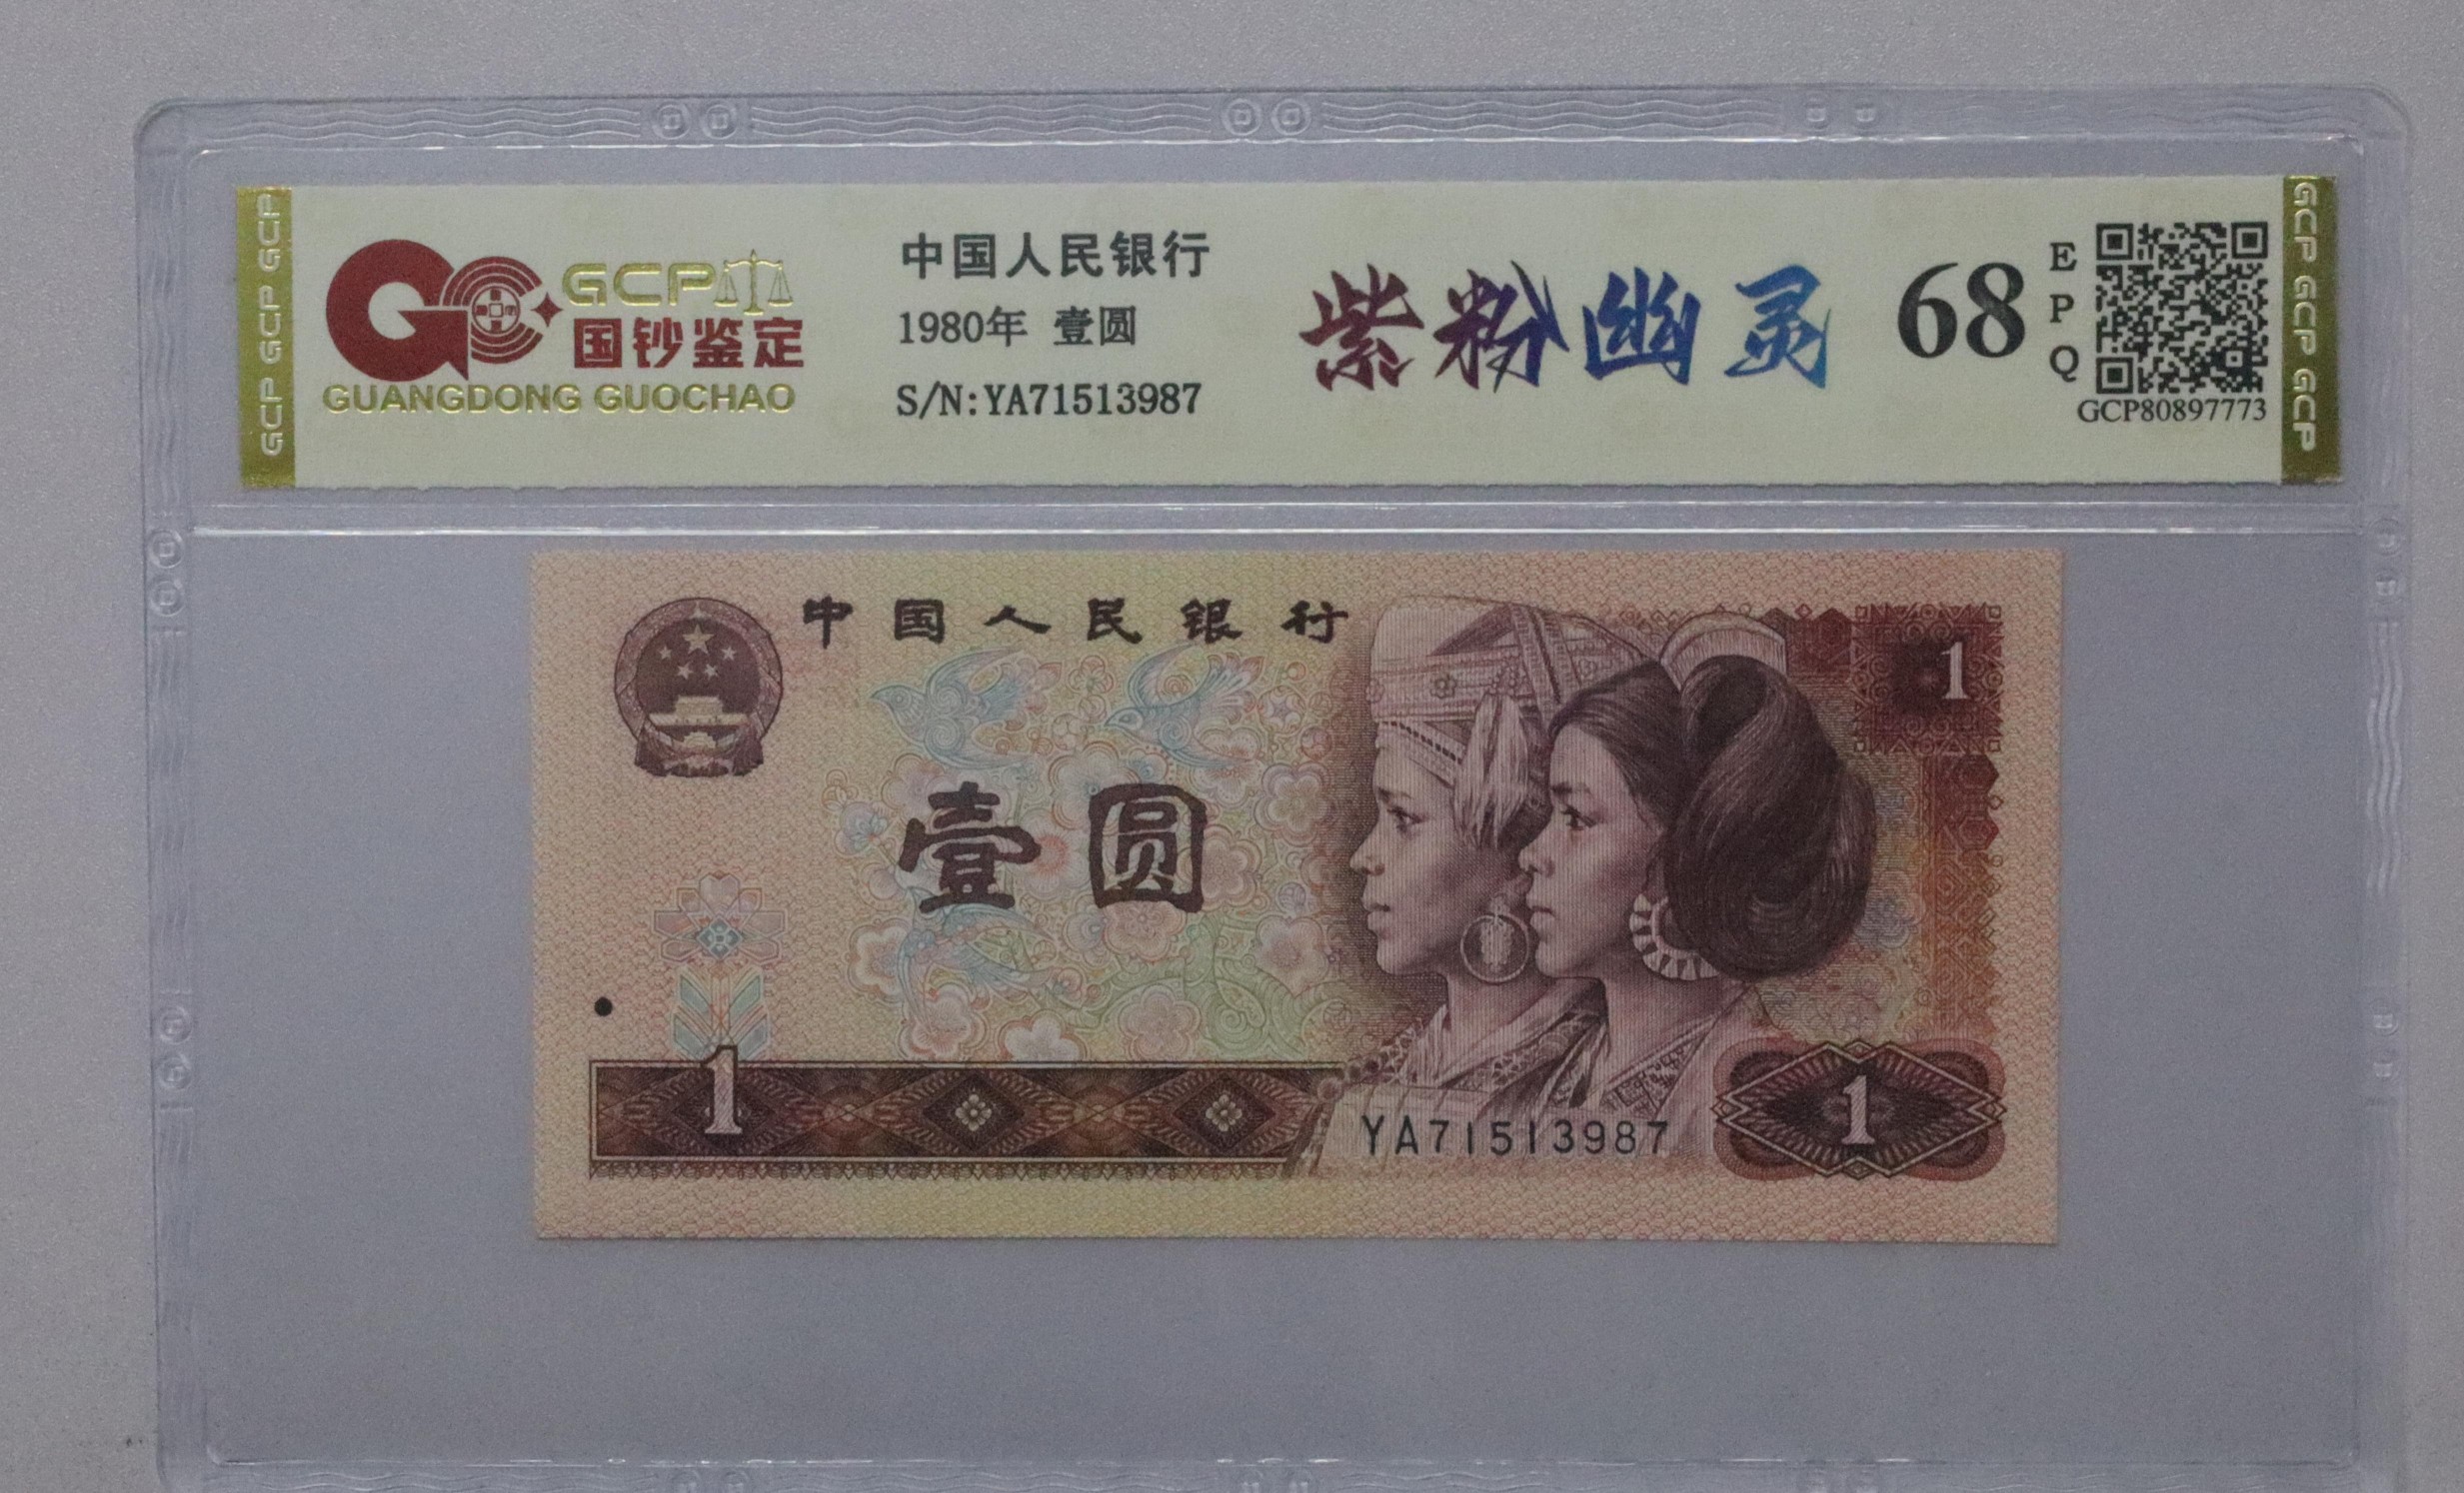 GCP GCP GCP
GCP
国钞鉴定
GUANGDONG GUOCHAO
中国人民银行
1980年 壹圆
S/N:YA71513987
紫粉幽灵
68
EPQ
GCP80897773
GCP GCP GCP
中国人民银行
1
壹圆
1
YA71513987
1